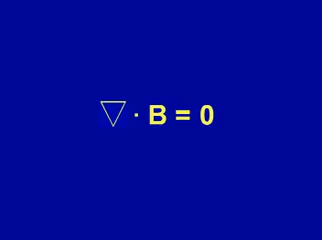 ▽ · B = 0